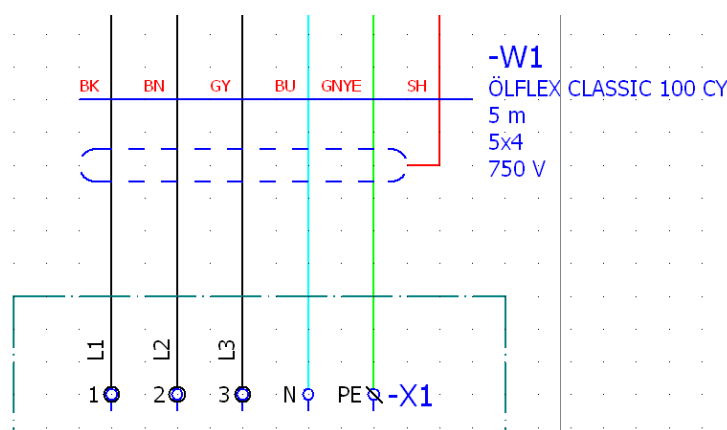 -W1
BK BN GY BU GNYE SH
ÖLFLEX CLASSIC 100 CY
5 m
5x4
750 V
L1 L2 L3
1 2 3 N PE -X1